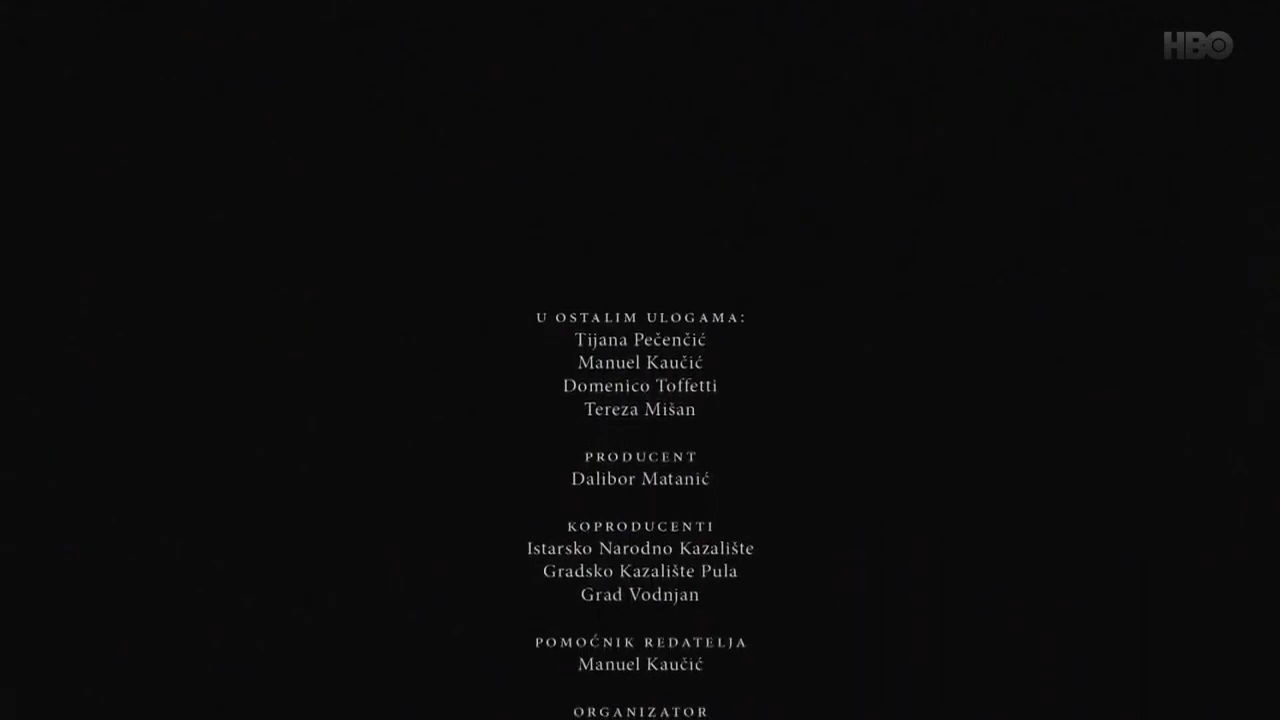 HBO
U OSTALIM ULOGAMA:
Tijana Pečenčić
Manuel Kaučić
Domenico Toffetti
Tereza Mišan
PRODUCENT
Dalibor Matanić
KOPRODUCENTI
Istarsko Narodno Kazalište
Gradsko Kazalište Pula
Grad Vodnjan
POMOĆNIK REDATELJA
Manuel Kaučić
ORGANIZATOR